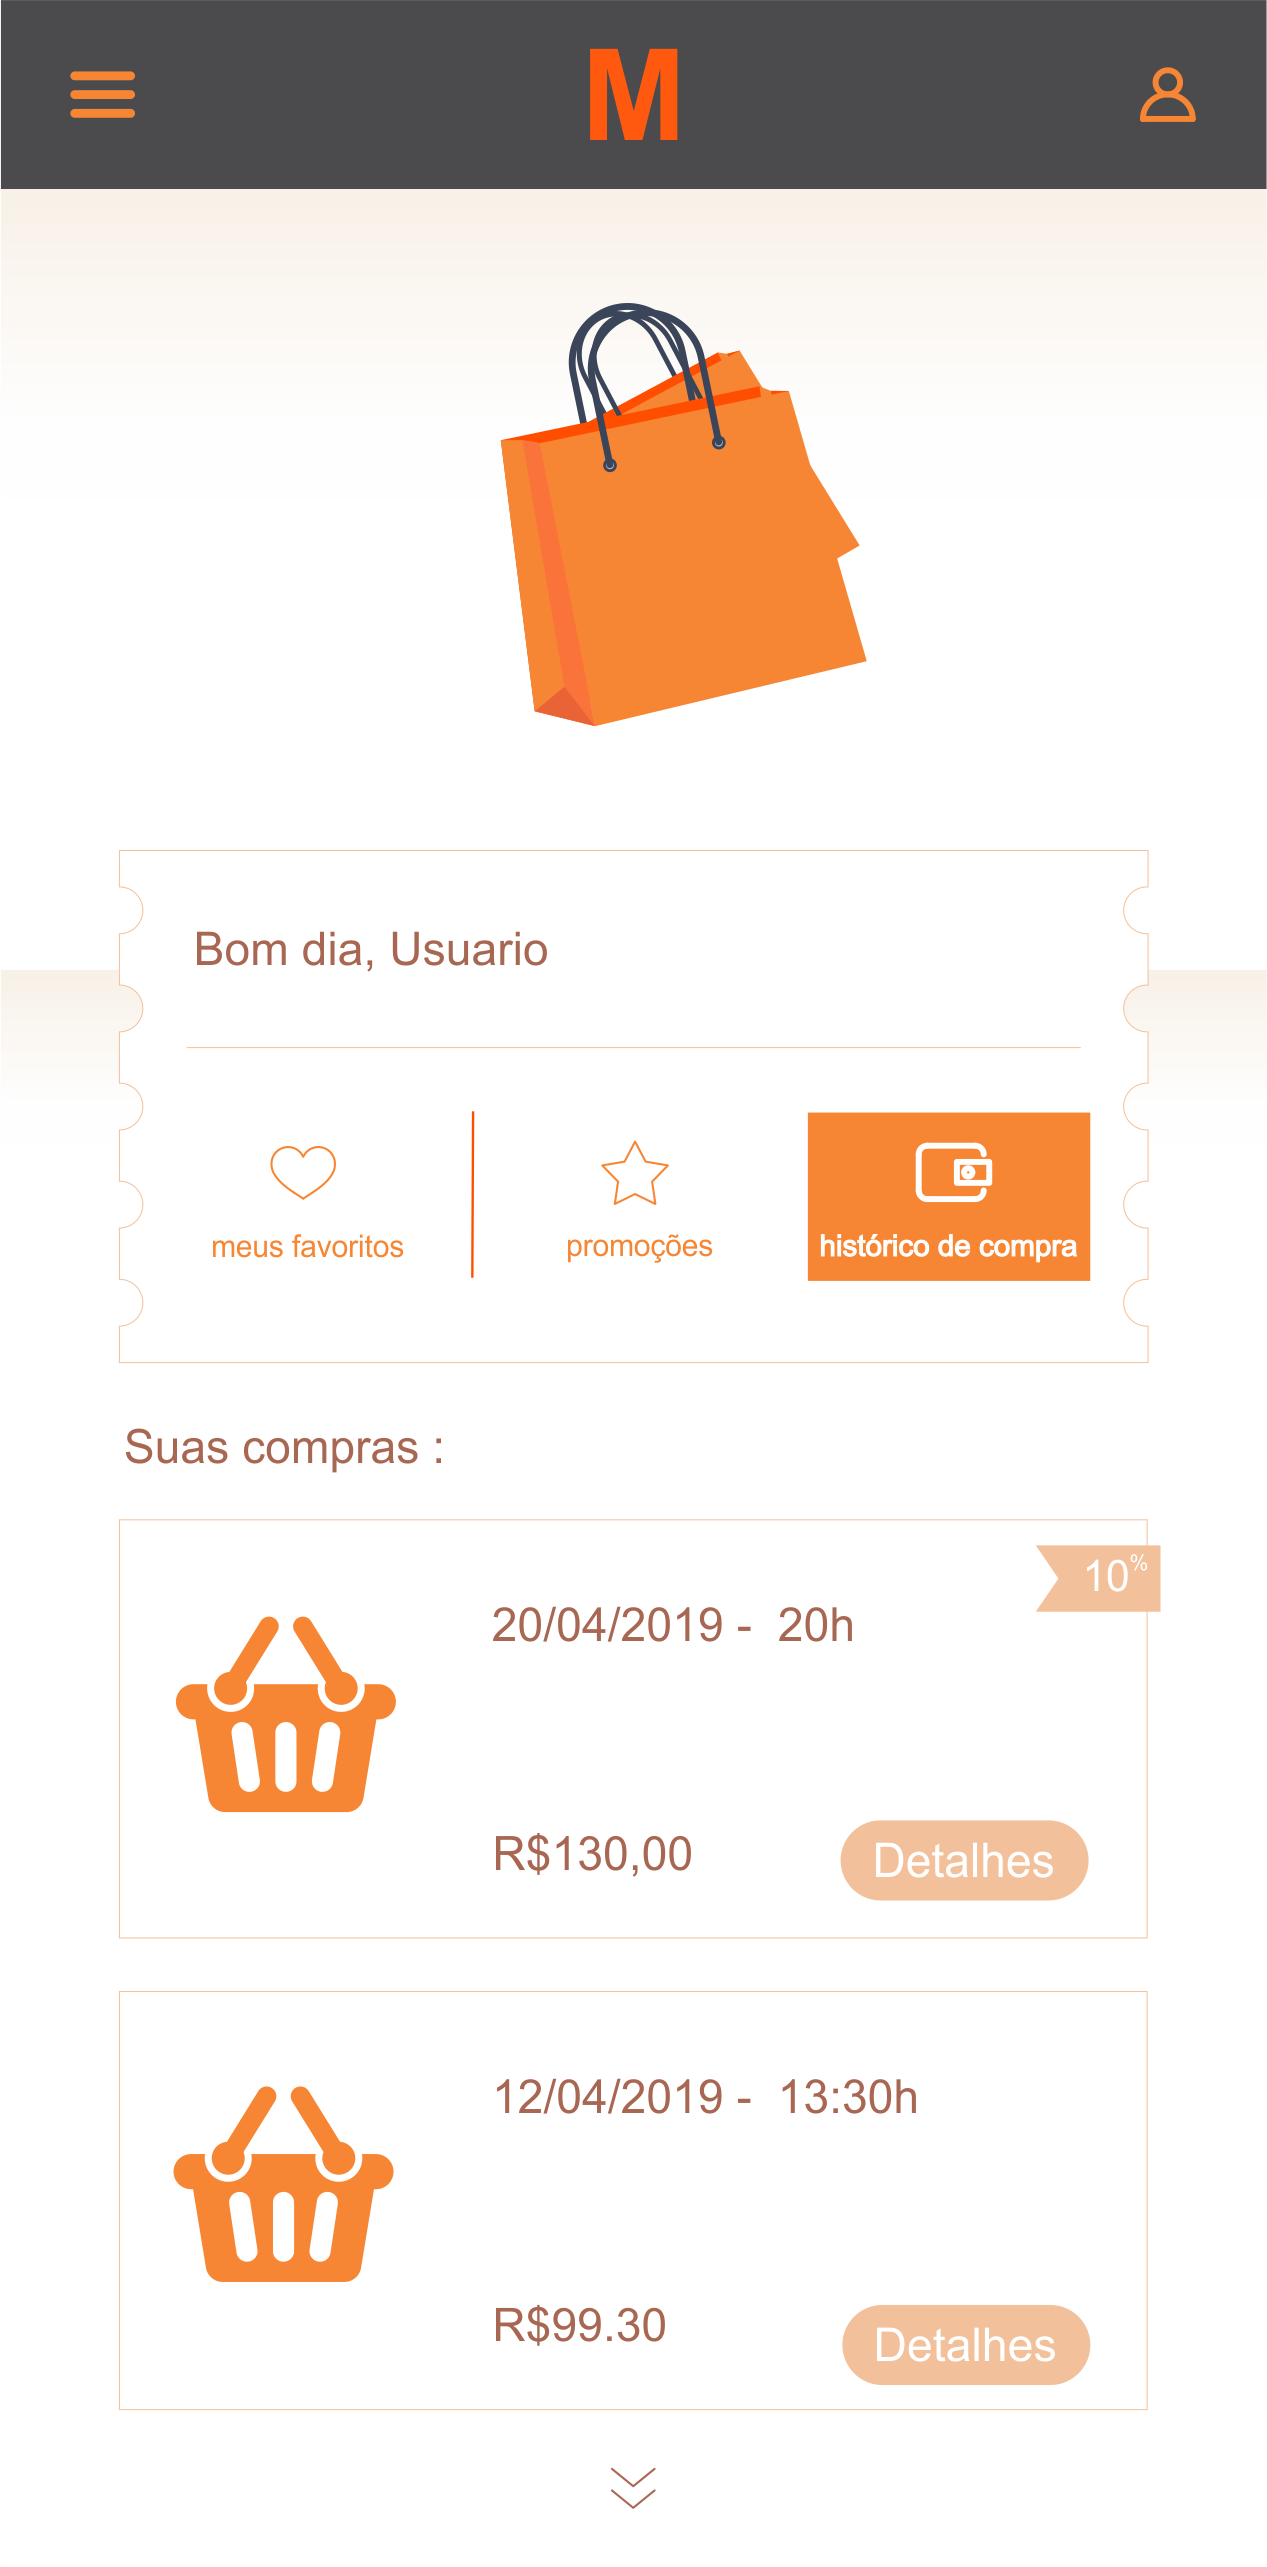 M
Bom dia, Usuario
meus favoritos
promoções
histórico de compra
Suas compras :
10%
20/04/2019 - 20h
R$130,00
Detalhes
12/04/2019 - 13:30h
R$99.30
Detalhes